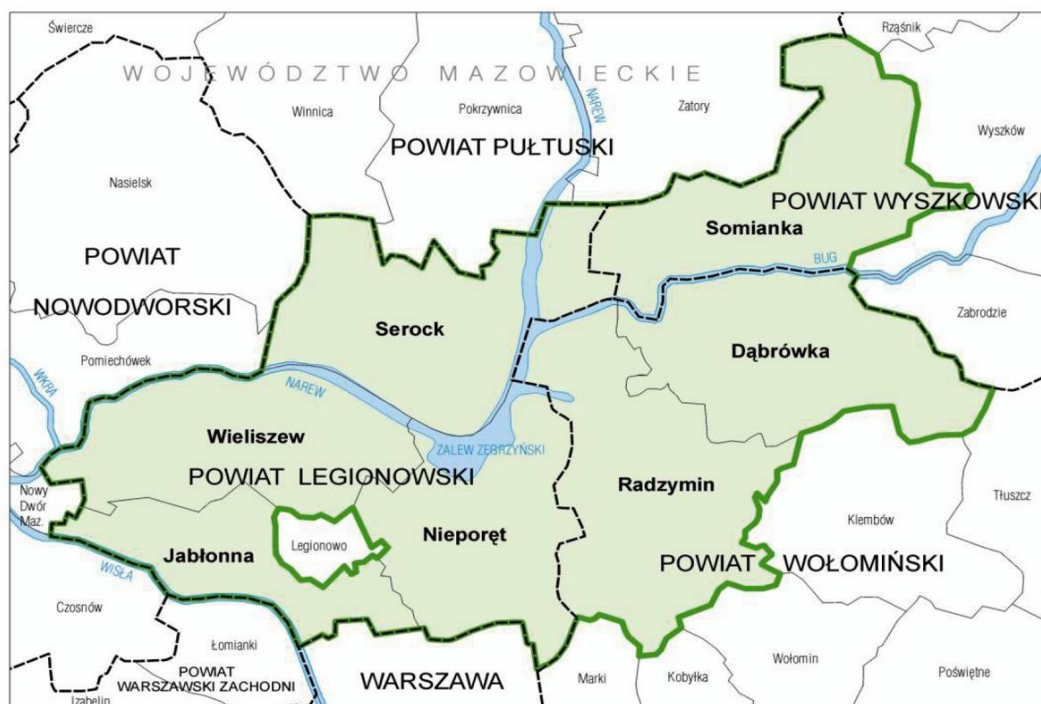 Świercze
Rząśnik
WOJEWÓDZTWO MAZOWIECKIE
Winnica
Pokrzywnica
NAREW
Zatory
Wyszków
POWIAT PUŁTUSKI
Nasielsk
POWIAT WYSZKOWSKI
Somianka
POWIAT
NOWODWORSKI
BUG
Serock
Zabrodzie
Dąbrówka
Pomiechówek
WKRA
NAREW
Wieliszew
ZALEW ZEGRZYŃSKI
POWIAT LEGIONOWSKI
Radzymin
Nowy
Dwór
Maz.
Tłuszcz
Klembów
Nieporęt
Legionowo
Jabłonna
POWIAT WOŁOMIŃSKI
WISŁA
Czosnów
Łomianki
Wołomin
POWIAT
WARSZAWSKI ZACHODNI
WARSZAWA
Marki
Kobyłka
Poświętne
Izabelin